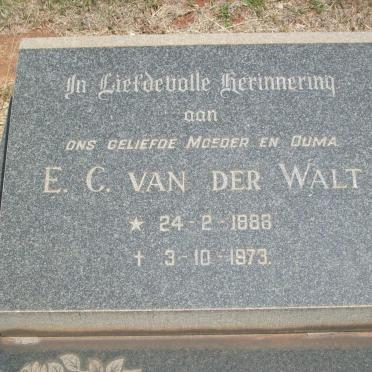 In Liefdevolle Herinnering
aan
ONS GELIEFDE MOEDER EN OUMA
E. C. VAN DER WALT
★ 24-2-1888
† 3-10-1973.